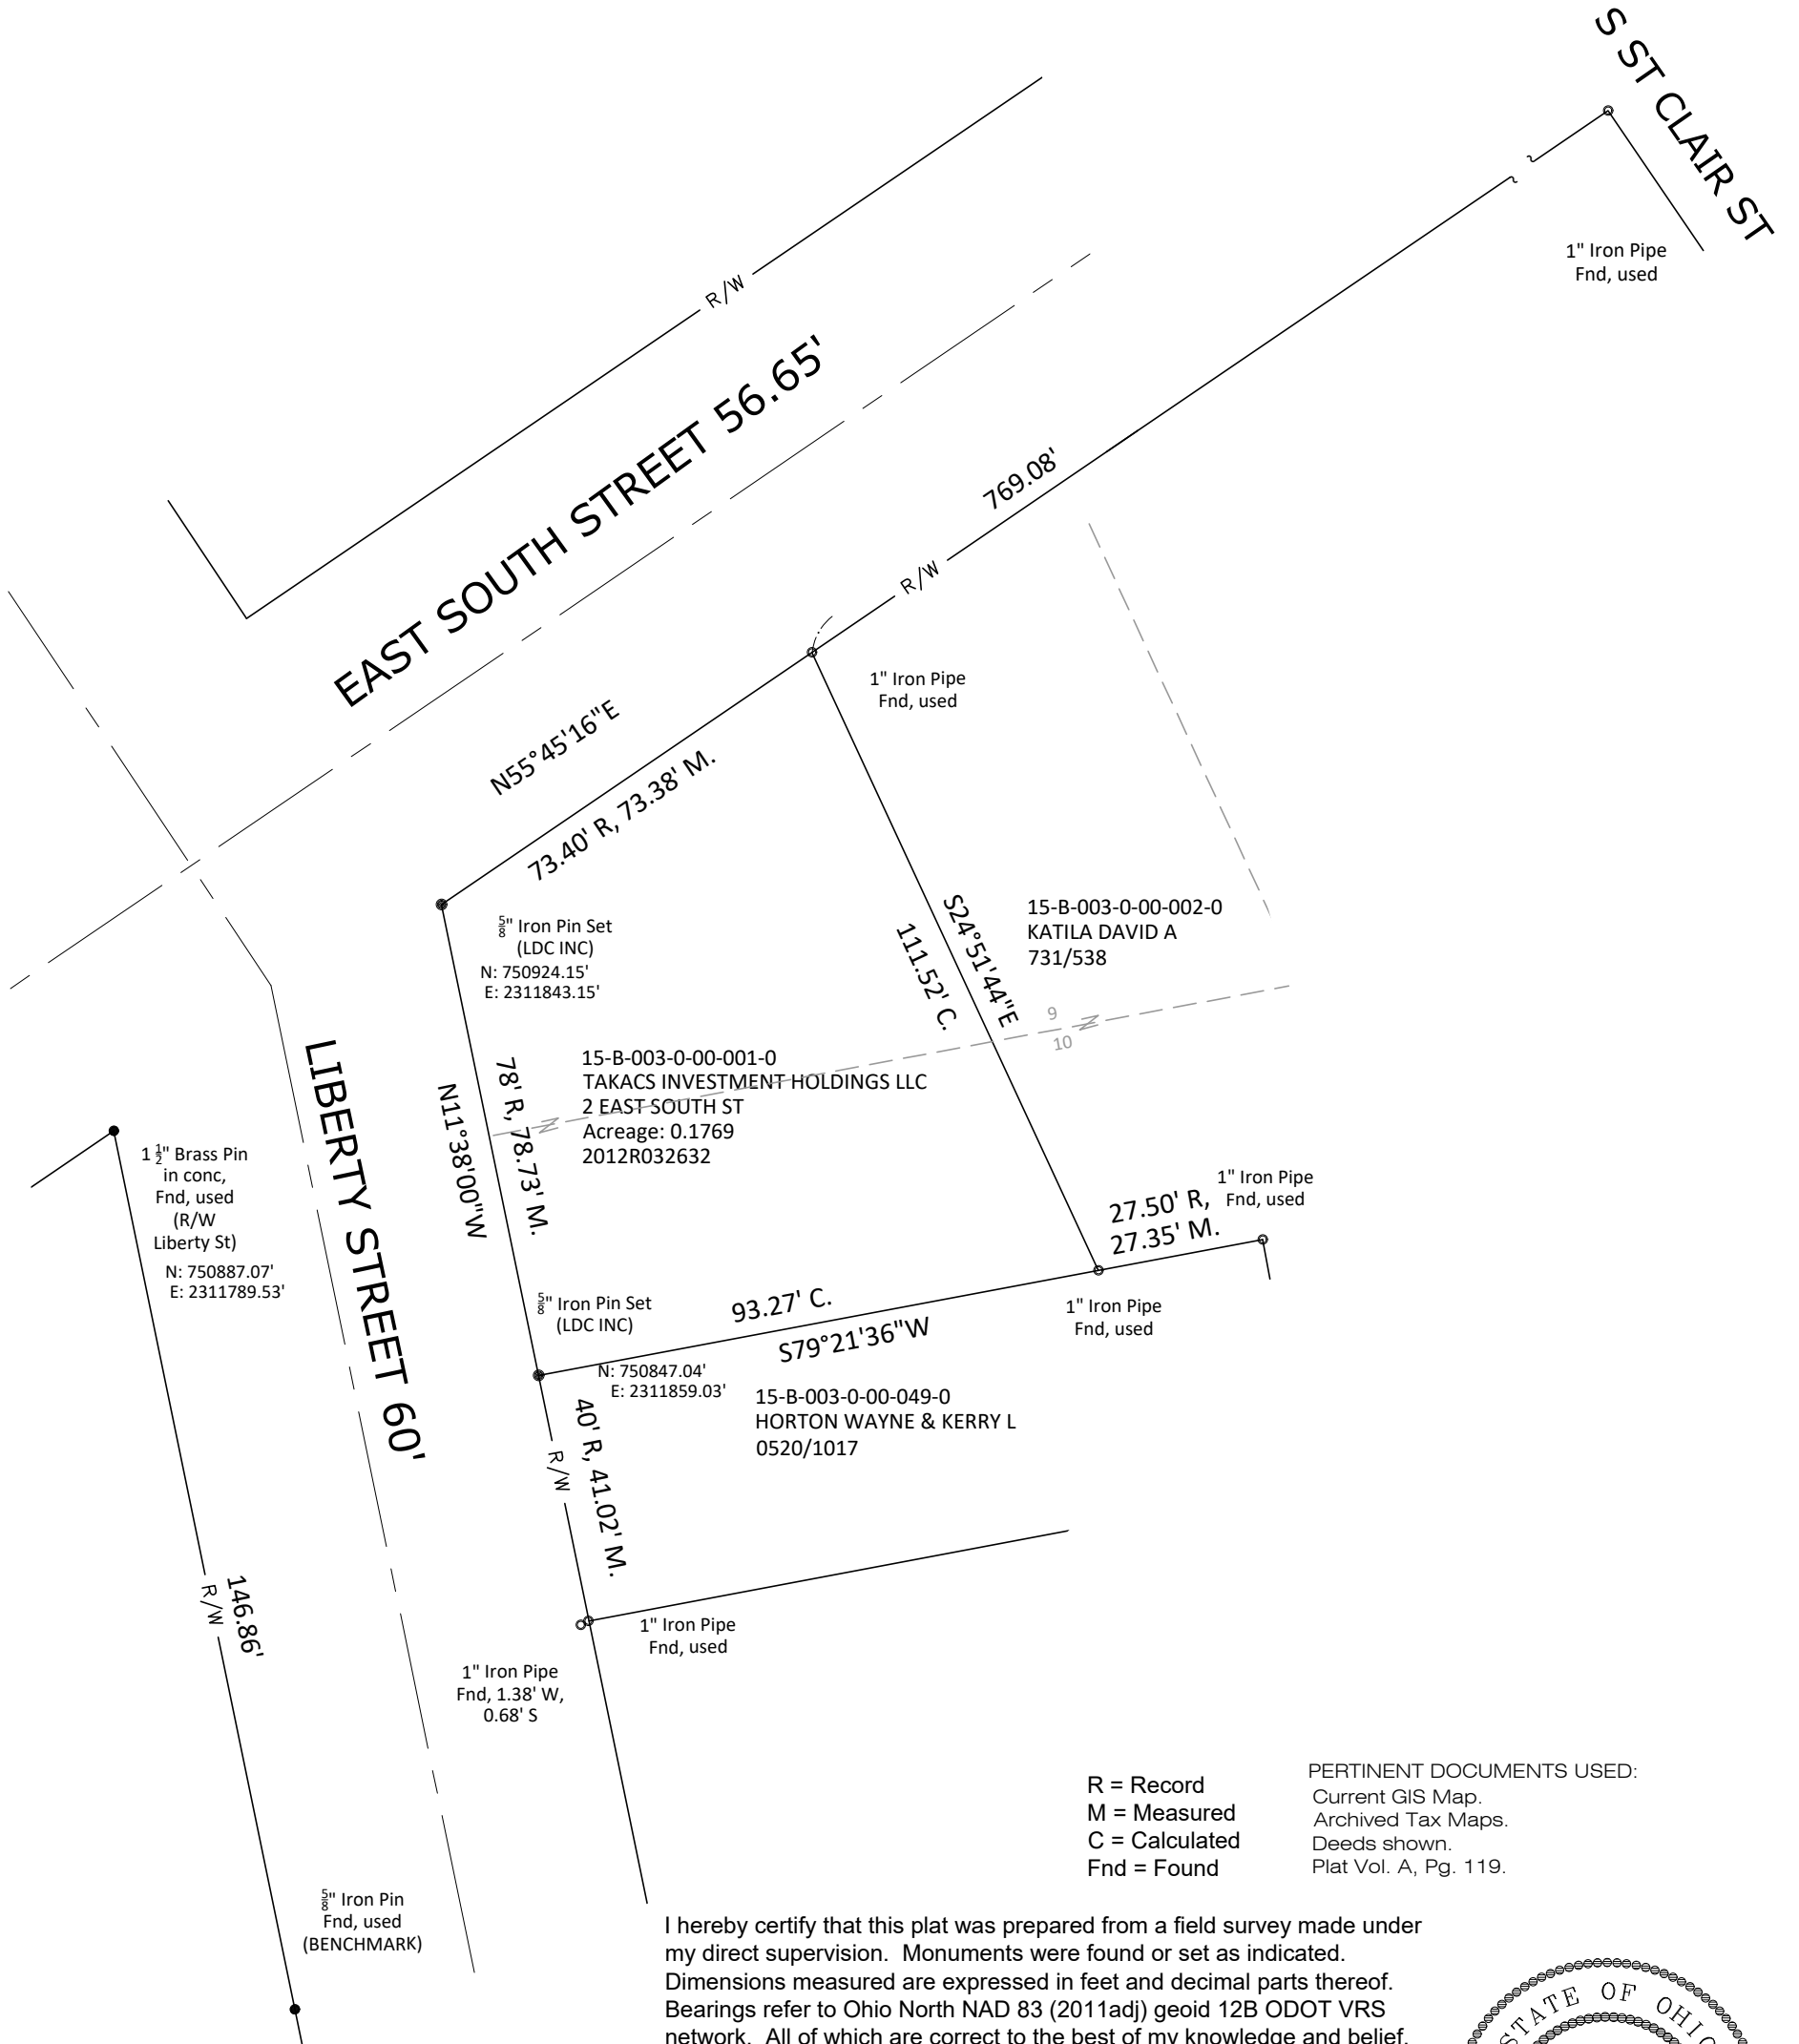 S ST CLAIR ST
1" Iron Pipe
Fnd, used
R/W
EAST SOUTH STREET 56.65'
769.08'
R/W
1" Iron Pipe
Fnd, used
N55°45'16"E
73.40' R, 73.38' M.
5/8" Iron Pin Set
(LDC INC)
N: 750924.15'
E: 2311843.15'
S24°51'44"E
111.52' C.
15-B-003-0-00-002-0
KATILA DAVID A
731/538
9
10
15-B-003-0-00-001-0
TAKACS INVESTMENT HOLDINGS LLC
2 EAST SOUTH ST
Acreage: 0.1769
2012R032632
78' R, 78.73' M.
N11°38'00"W
LIBERTY STREET 60'
1 1/2" Brass Pin
in conc,
Fnd, used
(R/W
Liberty St)
N: 750887.07'
E: 2311789.53'
27.50' R,
27.35' M.
1" Iron Pipe
Fnd, used
1" Iron Pipe
Fnd, used
5/8" Iron Pin Set
(LDC INC)
93.27' C.
S79°21'36"W
N: 750847.04'
E: 2311859.03'
15-B-003-0-00-049-0
HORTON WAYNE & KERRY L
0520/1017
40' R, 41.02' M.
R/W
146.86'
R/W
1" Iron Pipe
Fnd, used
1" Iron Pipe
Fnd, 1.38' W,
0.68' S
5/8" Iron Pin
Fnd, used
(BENCHMARK)
R = Record
M = Measured
C = Calculated
Fnd = Found
PERTINENT DOCUMENTS USED:
Current GIS Map.
Archived Tax Maps.
Deeds shown.
Plat Vol. A, Pg. 119.
I hereby certify that this plat was prepared from a field survey made under
my direct supervision.  Monuments were found or set as indicated.
Dimensions measured are expressed in feet and decimal parts thereof.
Bearings refer to Ohio North NAD 83 (2011adj) geoid 12B ODOT VRS
network.  All of which are correct to the best of my knowledge and belief.
STATE OF OHIO